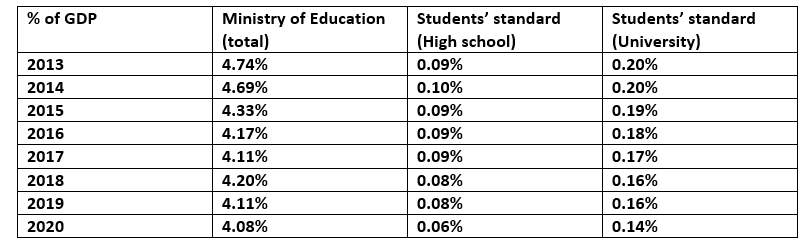 % of GDP Ministry of Education (total) Students’ standard (High school) Students’ standard (University)
2013 4.74% 0.09% 0.20%
2014 4.69% 0.10% 0.20%
2015 4.33% 0.09% 0.19%
2016 4.17% 0.09% 0.18%
2017 4.11% 0.09% 0.17%
2018 4.20% 0.08% 0.16%
2019 4.11% 0.08% 0.16%
2020 4.08% 0.06% 0.14%